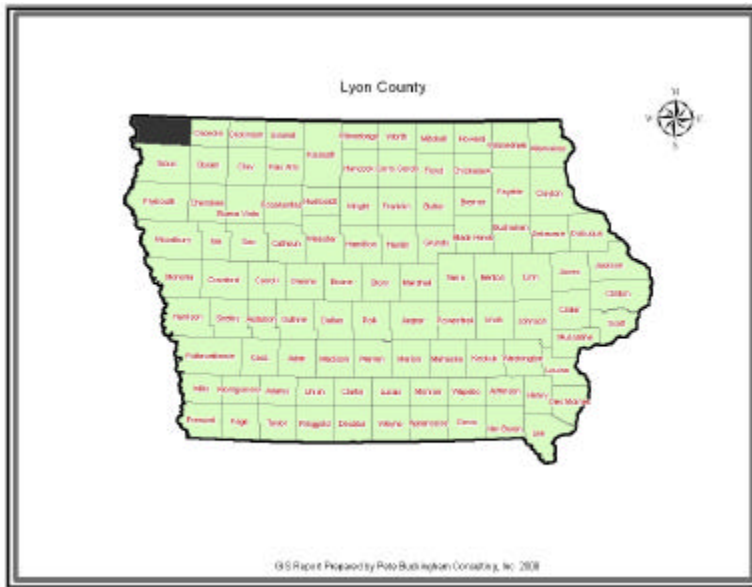 Lyon County
N
W E
S
Osceola Dickinson Emmet Winnebago Worth Mitchell Howard Winneshiek Allamakee
Kossuth
Sioux Obrien Clay Palo Alto Hancock Cerro Gordo Floyd Chickasaw
Plymouth Cherokee Buena Vista Pocahontas Humboldt Wright Franklin Butler Bremer Fayette Clayton
Woodbury Ida Sac Calhoun Webster Hamilton Hardin Grundy Black Hawk Buchanan Delaware Dubuque
Monona Crawford Carroll Greene Boone Story Marshall Tama Benton Linn Jones Jackson
Clinton
Harrison Shelby Audubon Guthrie Dallas Polk Jasper Poweshiek Iowa Johnson Cedar Scott
Muscatine
Pottawattamie Cass Adair Madison Warren Marion Mahaska Keokuk Washington Louisa
Mills Montgomery Adams Union Clarke Lucas Monroe Wapello Jefferson Henry Des Moines
Fremont Page Taylor Ringgold Decatur Wayne Appanoose Davis Van Buren Lee
GIS Report Prepared by Pete Buckingham Consulting, Inc. 2008